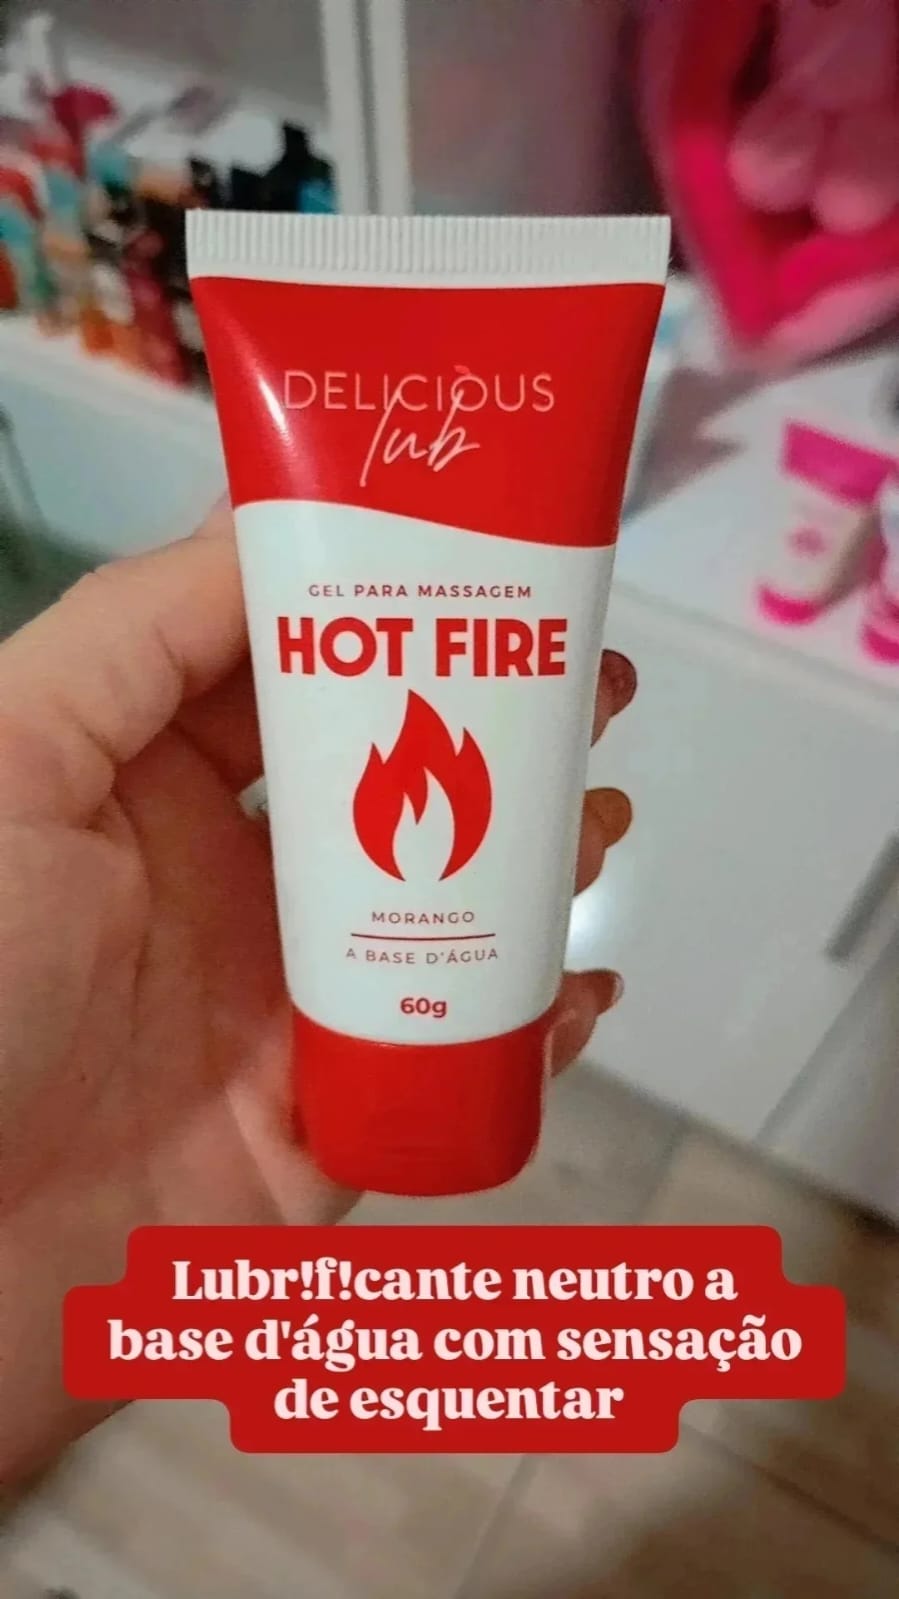 DELICIOUS
lub
GEL PARA MASSAGEM
HOT FIRE
MORANGO
A BASE D'ÁGUA
60g
Lubr!f!cante neutro a
base d'água com sensação
de esquentar